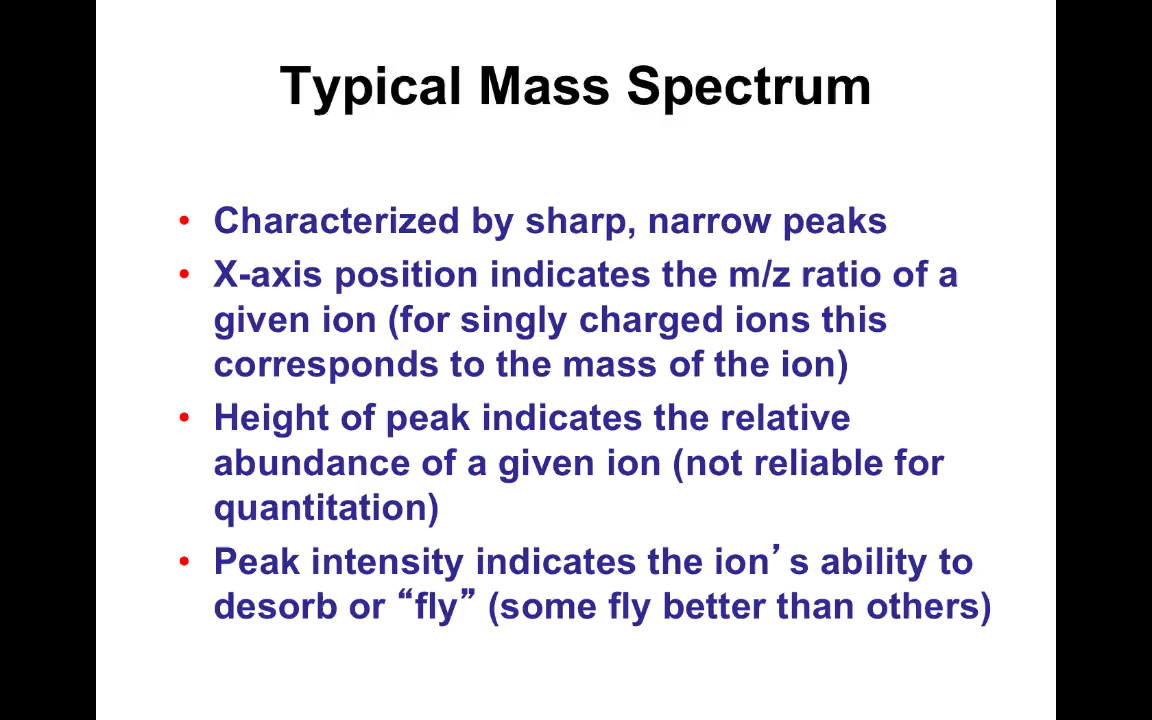 Typical Mass Spectrum
• Characterized by sharp, narrow peaks
• X-axis position indicates the m/z ratio of a
given ion (for singly charged ions this
corresponds to the mass of the ion)
• Height of peak indicates the relative
abundance of a given ion (not reliable for
quantitation)
• Peak intensity indicates the ion’s ability to
desorb or “fly” (some fly better than others)